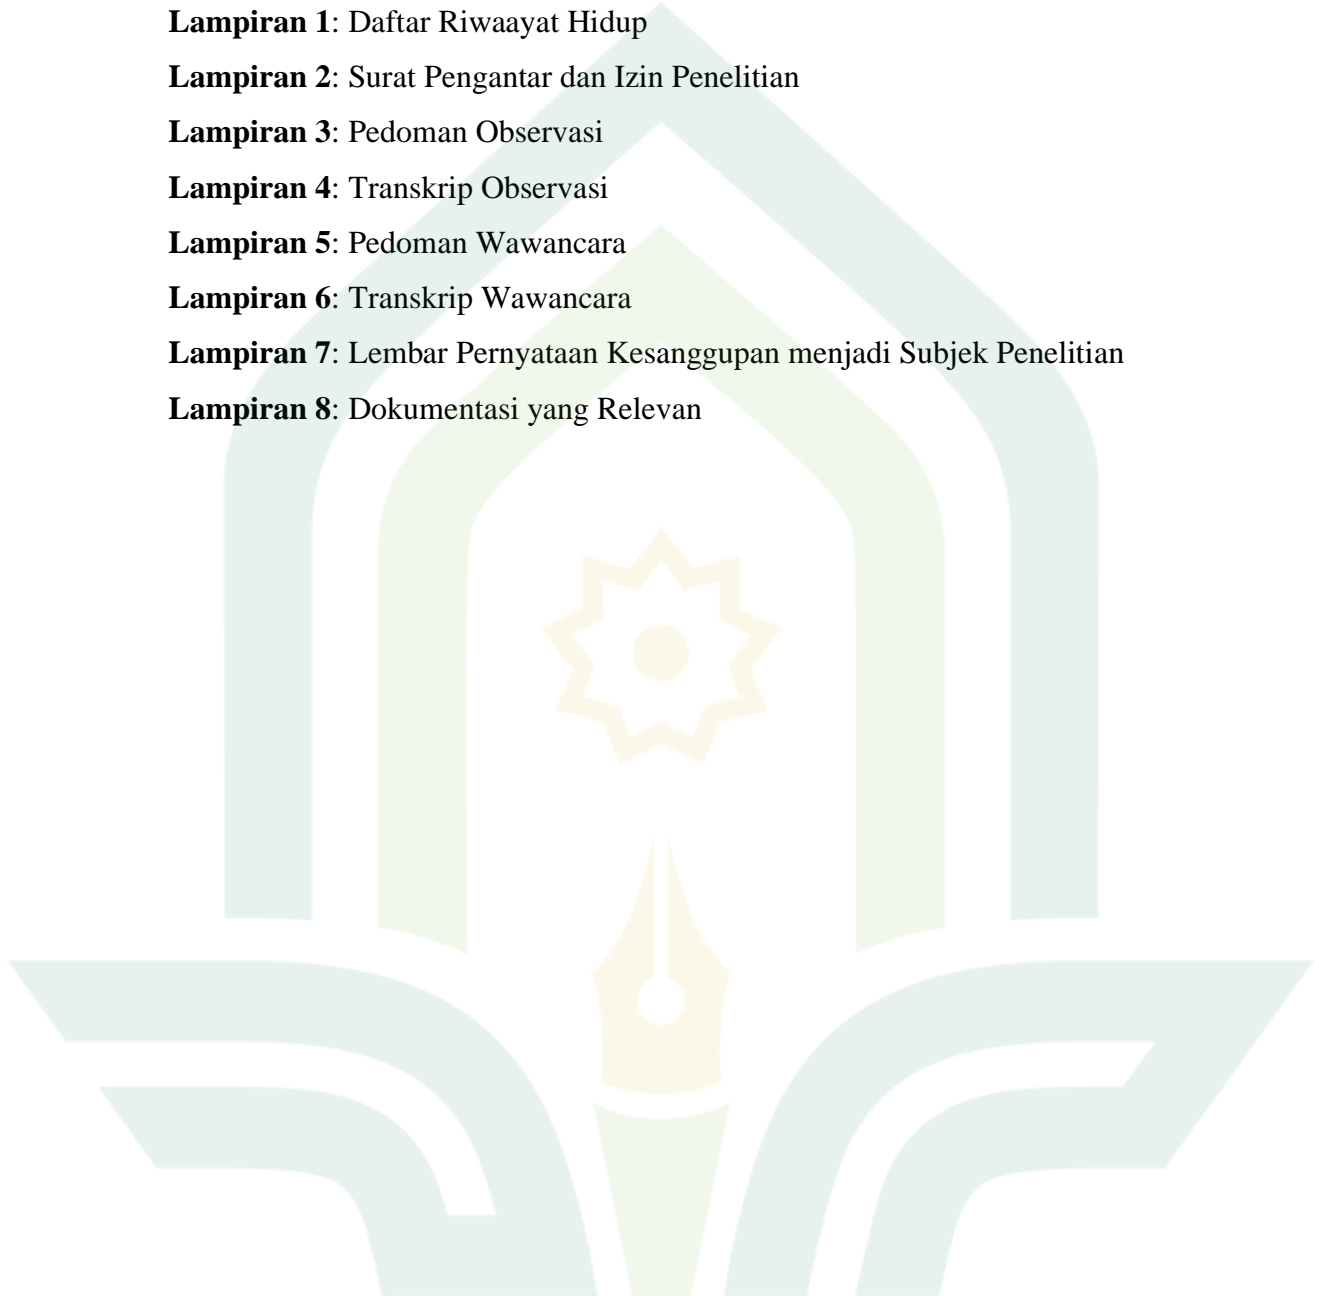 Lampiran 1: Daftar Riwaayat Hidup
Lampiran 2: Surat Pengantar dan Izin Penelitian
Lampiran 3: Pedoman Observasi
Lampiran 4: Transkrip Observasi
Lampiran 5: Pedoman Wawancara
Lampiran 6: Transkrip Wawancara
Lampiran 7: Lembar Pernyataan Kesanggupan menjadi Subjek Penelitian
Lampiran 8: Dokumentasi yang Relevan